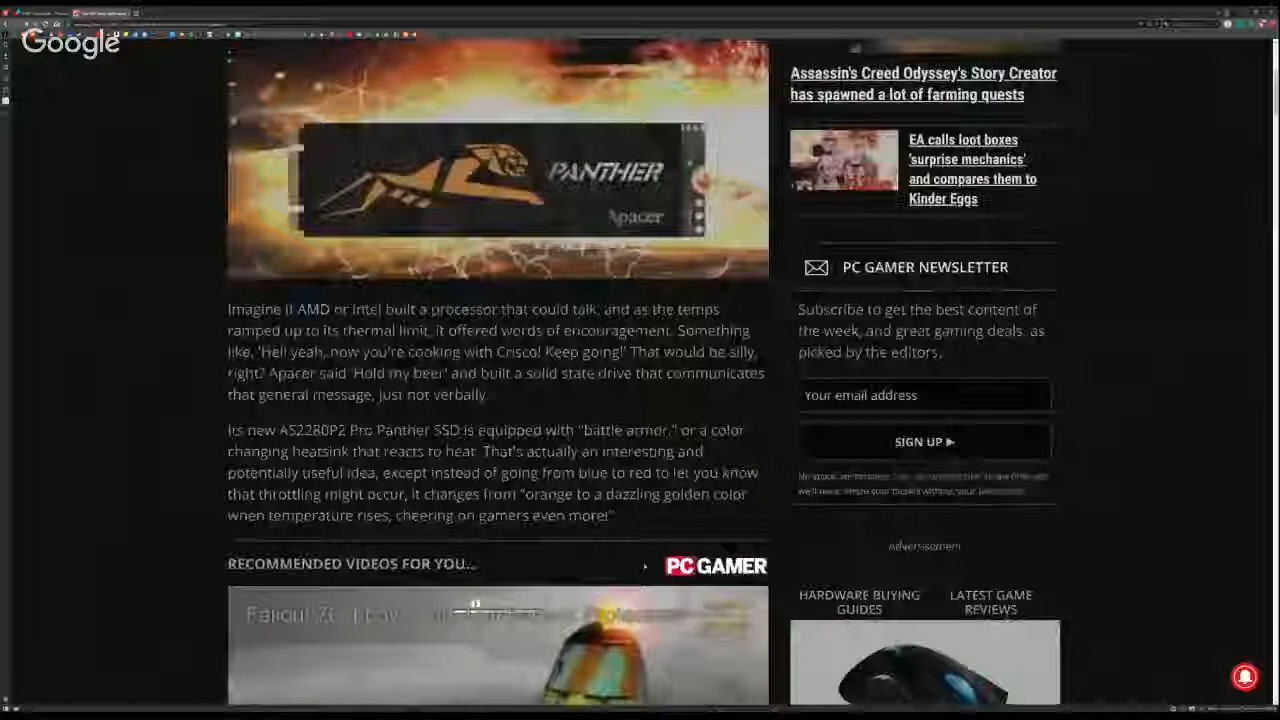 Google
PANTHER
Apacer
Imagine if AMD or Intel built a processor that could talk, and as the temps
ramped up to its thermal limit, it offered words of encouragement. Something
like, 'Hell yeah, now you're cooking with Crisco! Keep going!' That would be silly,
right? Apacer said 'Hold my beer' and built a solid state drive that communicates
that general message, just not verbally.
Its new AS2280P2 Pro Panther SSD is equipped with "battle armor," or a color
changing heatsink that reacts to heat. That's actually an interesting and
potentially useful idea, except instead of going from blue to red to let you know
that throttling might occur, it changes from "orange to a dazzling golden color
when temperature rises, cheering on gamers even more!"
RECOMMENDED VIDEOS FOR YOU...
PC GAMER
Fallout 76
Assassin's Creed Odyssey's Story Creator
has spawned a lot of farming quests
EA calls loot boxes
'surprise mechanics'
and compares them to
Kinder Eggs
PC GAMER NEWSLETTER
Subscribe to get the best content of
the week, and great gaming deals, as
picked by the editors.
Your email address
SIGN UP ▶
Advertisement
HARDWARE BUYING
GUIDES
LATEST GAME
REVIEWS